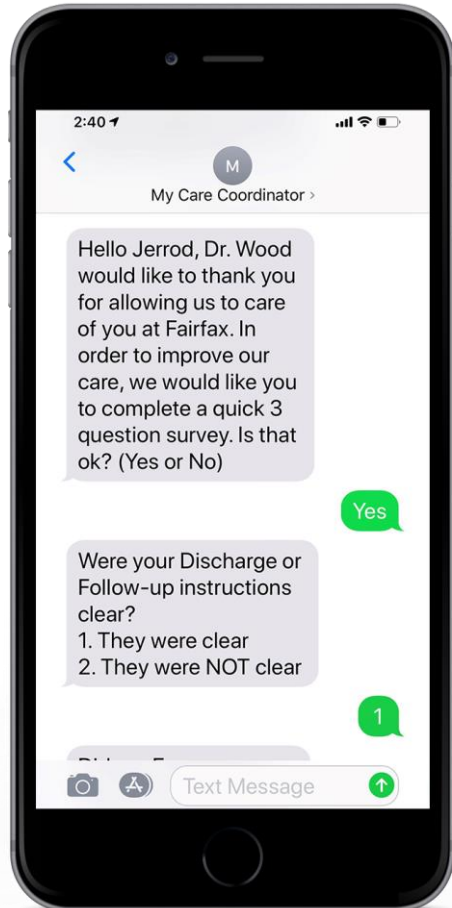 2:40
M
My Care Coordinator >
Hello Jerrod, Dr. Wood
would like to thank you
for allowing us to care
of you at Fairfax. In
order to improve our
care, we would like you
to complete a quick 3
question survey. Is that
ok? (Yes or No)
Yes
Were your Discharge or
Follow-up instructions
clear?
1. They were clear
2. They were NOT clear
1
Text Message